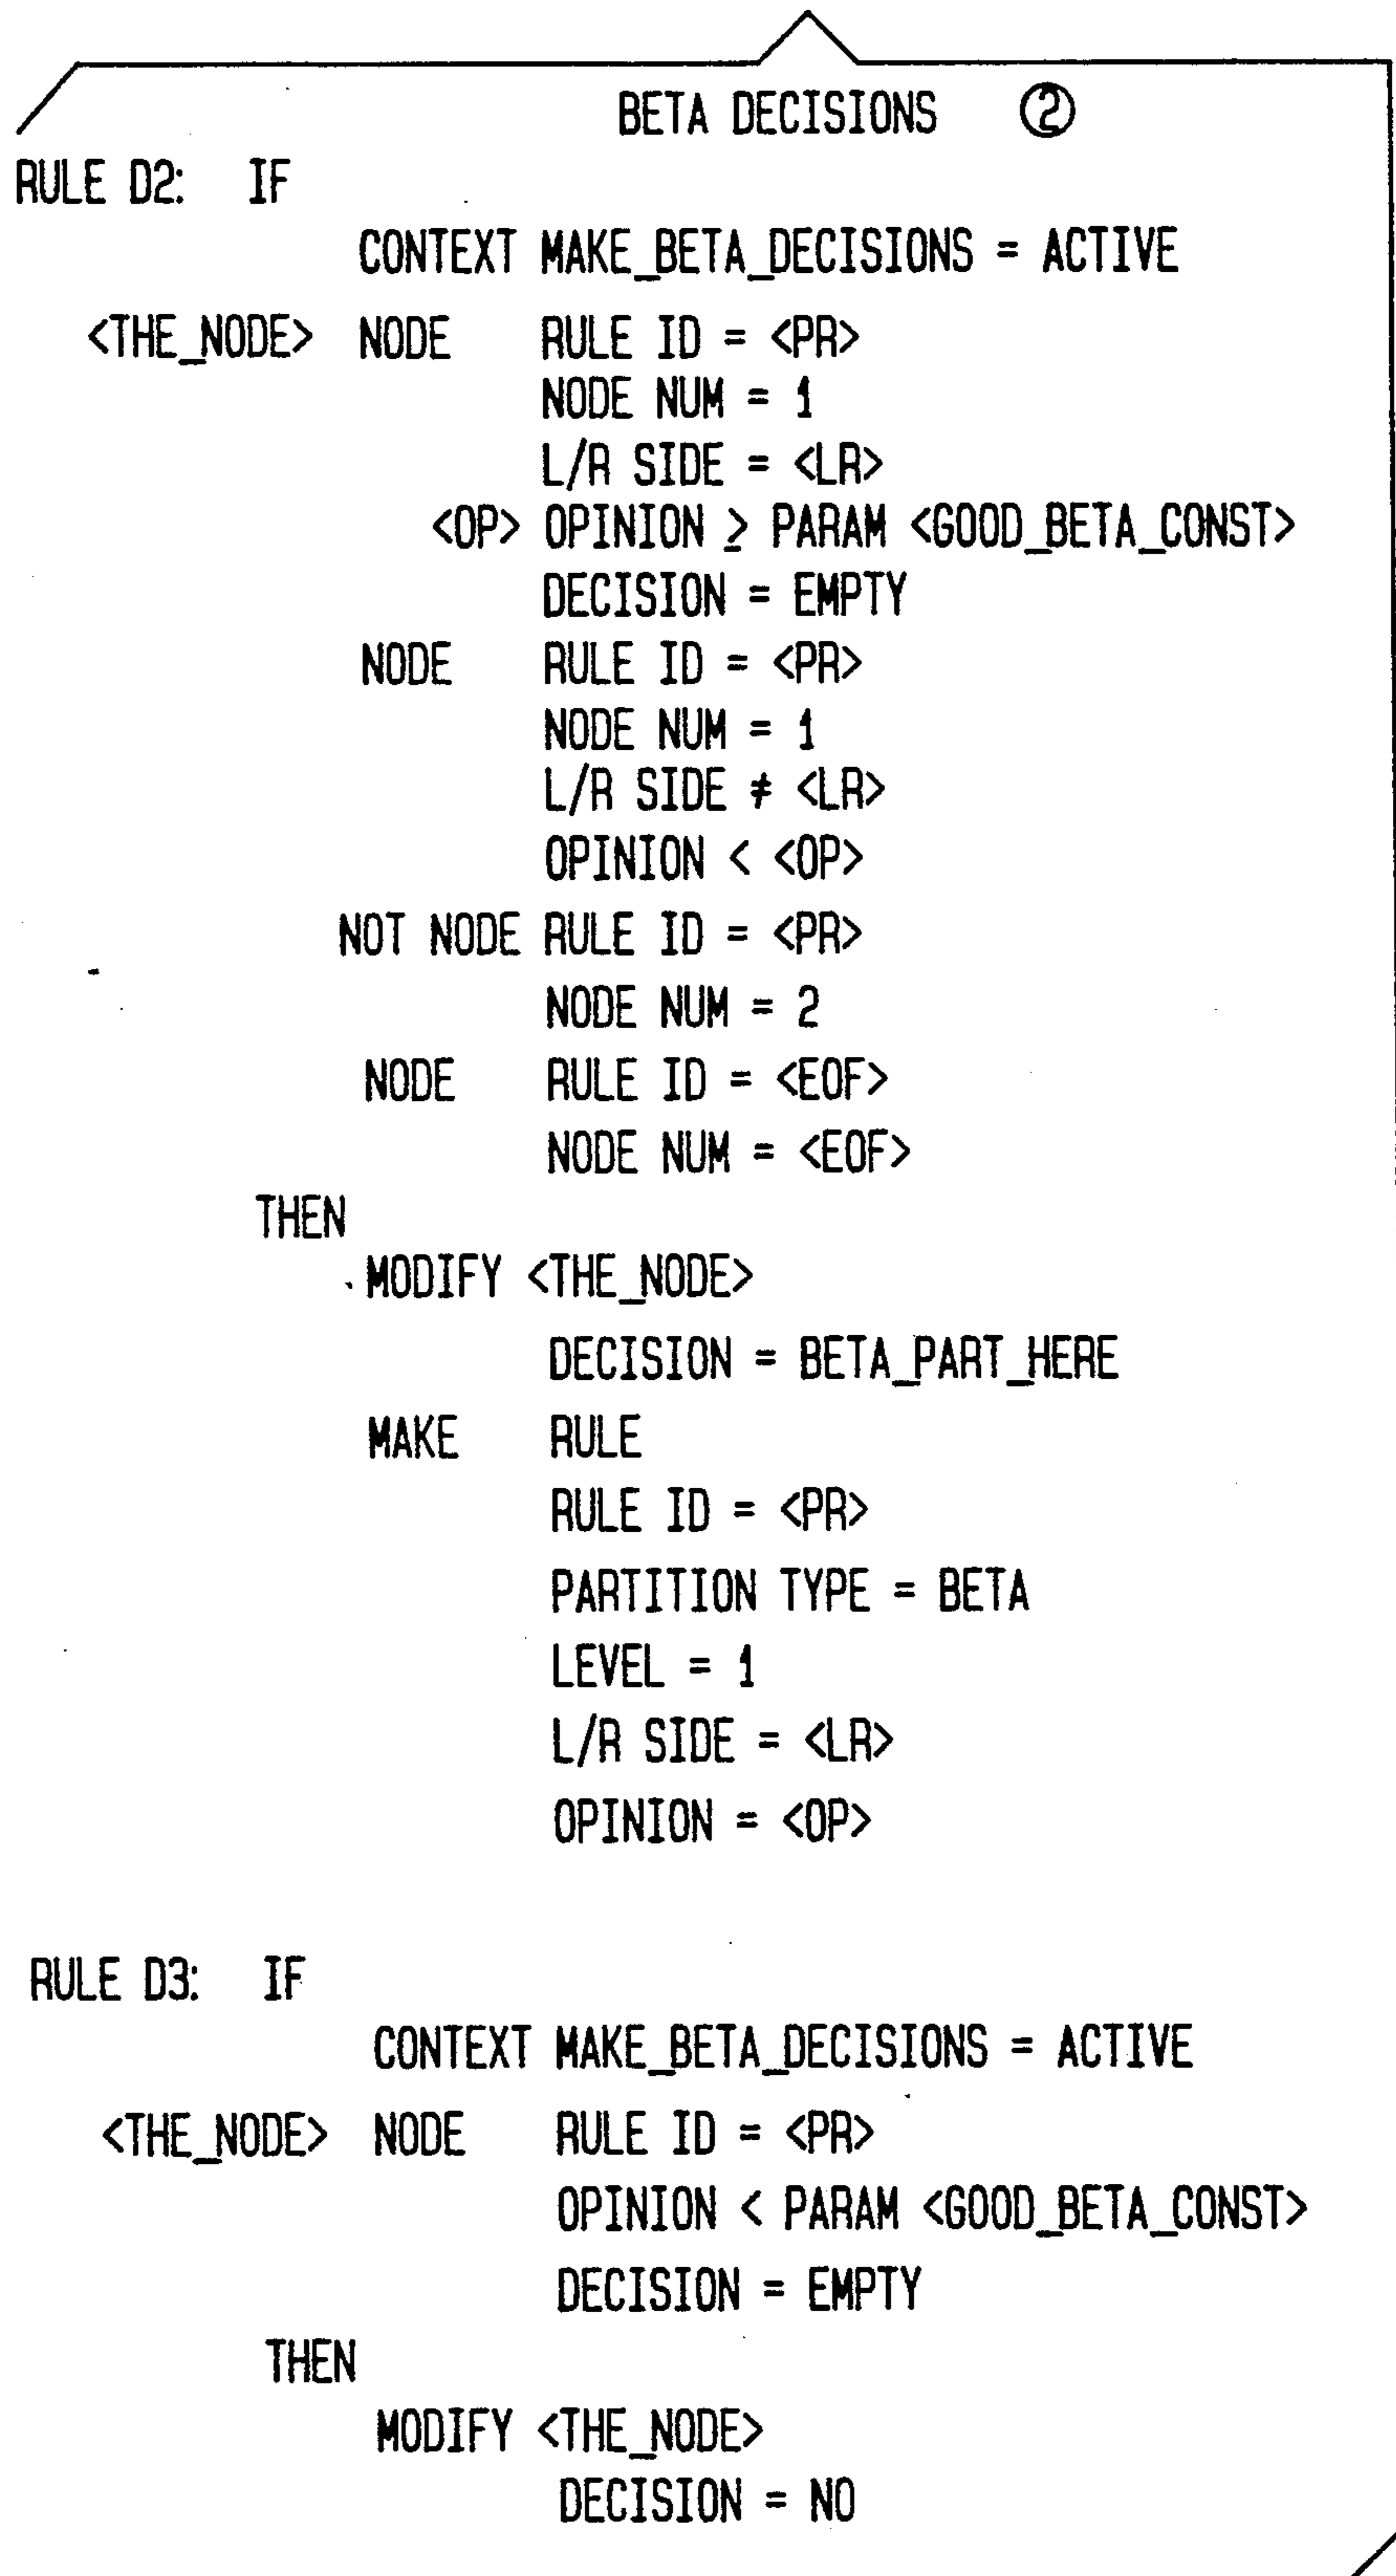 BETA DECISIONS ②
RULE D2: IF
CONTEXT MAKE_BETA_DECISIONS = ACTIVE
<THE_NODE> NODE RULE ID = <PR>
NODE NUM = 1
L/R SIDE = <LR>
<OP> OPINION ≥ PARAM <GOOD_BETA_CONST>
DECISION = EMPTY
NODE RULE ID = <PR>
NODE NUM = 1
L/R SIDE ≠ <LR>
OPINION < <OP>
NOT NODE RULE ID = <PR>
NODE NUM = 2
NODE RULE ID = <EOF>
NODE NUM = <EOF>
THEN
MODIFY <THE_NODE>
DECISION = BETA_PART_HERE
MAKE RULE
RULE ID = <PR>
PARTITION TYPE = BETA
LEVEL = 1
L/R SIDE = <LR>
OPINION = <OP>
RULE D3: IF
CONTEXT MAKE_BETA_DECISIONS = ACTIVE
<THE_NODE> NODE RULE ID = <PR>
OPINION < PARAM <GOOD_BETA_CONST>
DECISION = EMPTY
THEN
MODIFY <THE_NODE>
DECISION = NO